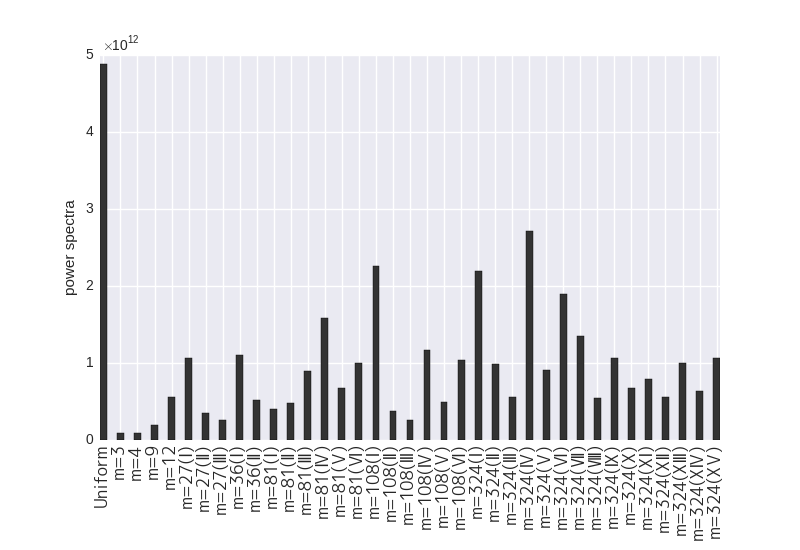 ×10¹²
5
4
3
2
1
0
power spectra
Uniform
m=3
m=4
m=9
m=12
m=27(Ⅰ)
m=27(Ⅱ)
m=27(Ⅲ)
m=36(Ⅰ)
m=36(Ⅱ)
m=81(Ⅰ)
m=81(Ⅱ)
m=81(Ⅲ)
m=81(Ⅳ)
m=81(Ⅴ)
m=81(Ⅵ)
m=108(Ⅰ)
m=108(Ⅱ)
m=108(Ⅲ)
m=108(Ⅳ)
m=108(Ⅴ)
m=108(Ⅵ)
m=324(Ⅰ)
m=324(Ⅱ)
m=324(Ⅲ)
m=324(Ⅳ)
m=324(Ⅴ)
m=324(Ⅵ)
m=324(Ⅶ)
m=324(Ⅷ)
m=324(Ⅸ)
m=324(Ⅹ)
m=324(Ⅺ)
m=324(Ⅻ)
m=324(XⅢ)
m=324(XⅣ)
m=324(XⅤ)